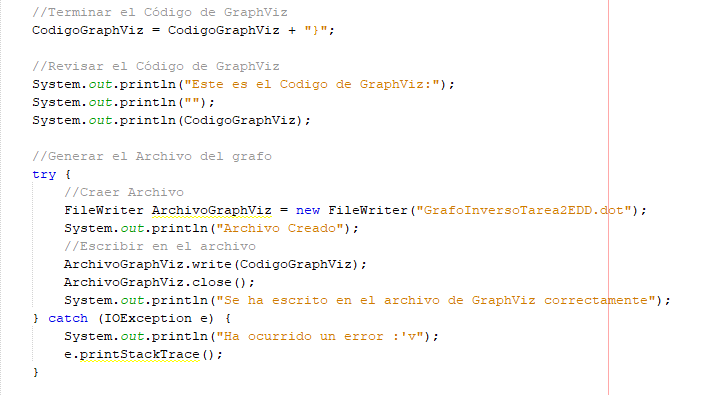 //Terminar el Código de GraphViz
CodigoGraphViz = CodigoGraphViz + "}";
//Revisar el Código de GraphViz
System.out.println("Este es el Codigo de GraphViz:");
System.out.println("");
System.out.println(CodigoGraphViz);
//Generar el Archivo del grafo
try {
//Craer Archivo
FileWriter ArchivoGraphViz = new FileWriter("GrafoInversoTarea2EDD.dot");
System.out.println("Archivo Creado");
//Escribir en el archivo
ArchivoGraphViz.write(CodigoGraphViz);
ArchivoGraphViz.close();
System.out.println("Se ha escrito en el archivo de GraphViz correctamente");
} catch (IOException e) {
System.out.println("Ha ocurrido un error :'v");
e.printStackTrace();
}